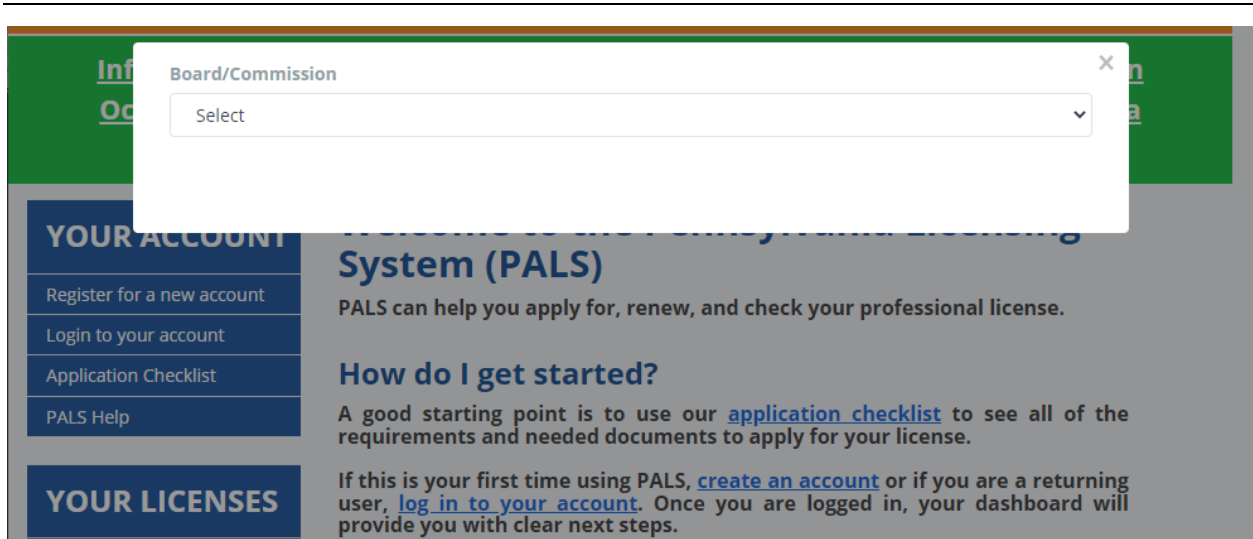 Board/Commission
×
Select
YOUR ACCOUNT
Register for a new account
Login to your account
Application Checklist
PALS Help
YOUR LICENSES
Welcome to the Pennsylvania Licensing
System (PALS)
PALS can help you apply for, renew, and check your professional license.
How do I get started?
A good starting point is to use our application checklist to see all of the
requirements and needed documents to apply for your license.
If this is your first time using PALS, create an account or if you are a returning
user, log in to your account. Once you are logged in, your dashboard will
provide you with clear next steps.